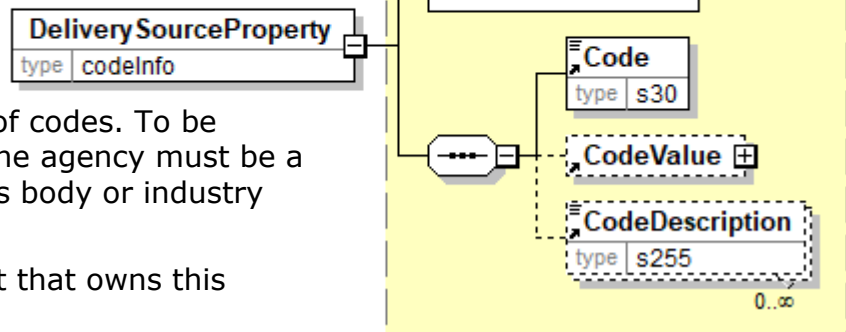 DeliverySourceProperty
type codeInfo
of codes. To be
ne agency must be a
s body or industry
t that owns this
Code
type s30
CodeValue
CodeDescription
type s255
0..∞